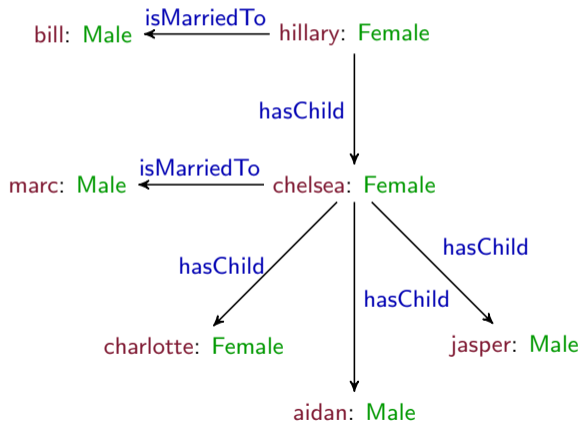 isMarriedTo
bill: Male hillary: Female
hasChild
isMarriedTo
marc: Male chelsea: Female
hasChild
hasChild
hasChild
charlotte: Female jasper: Male
aidan: Male